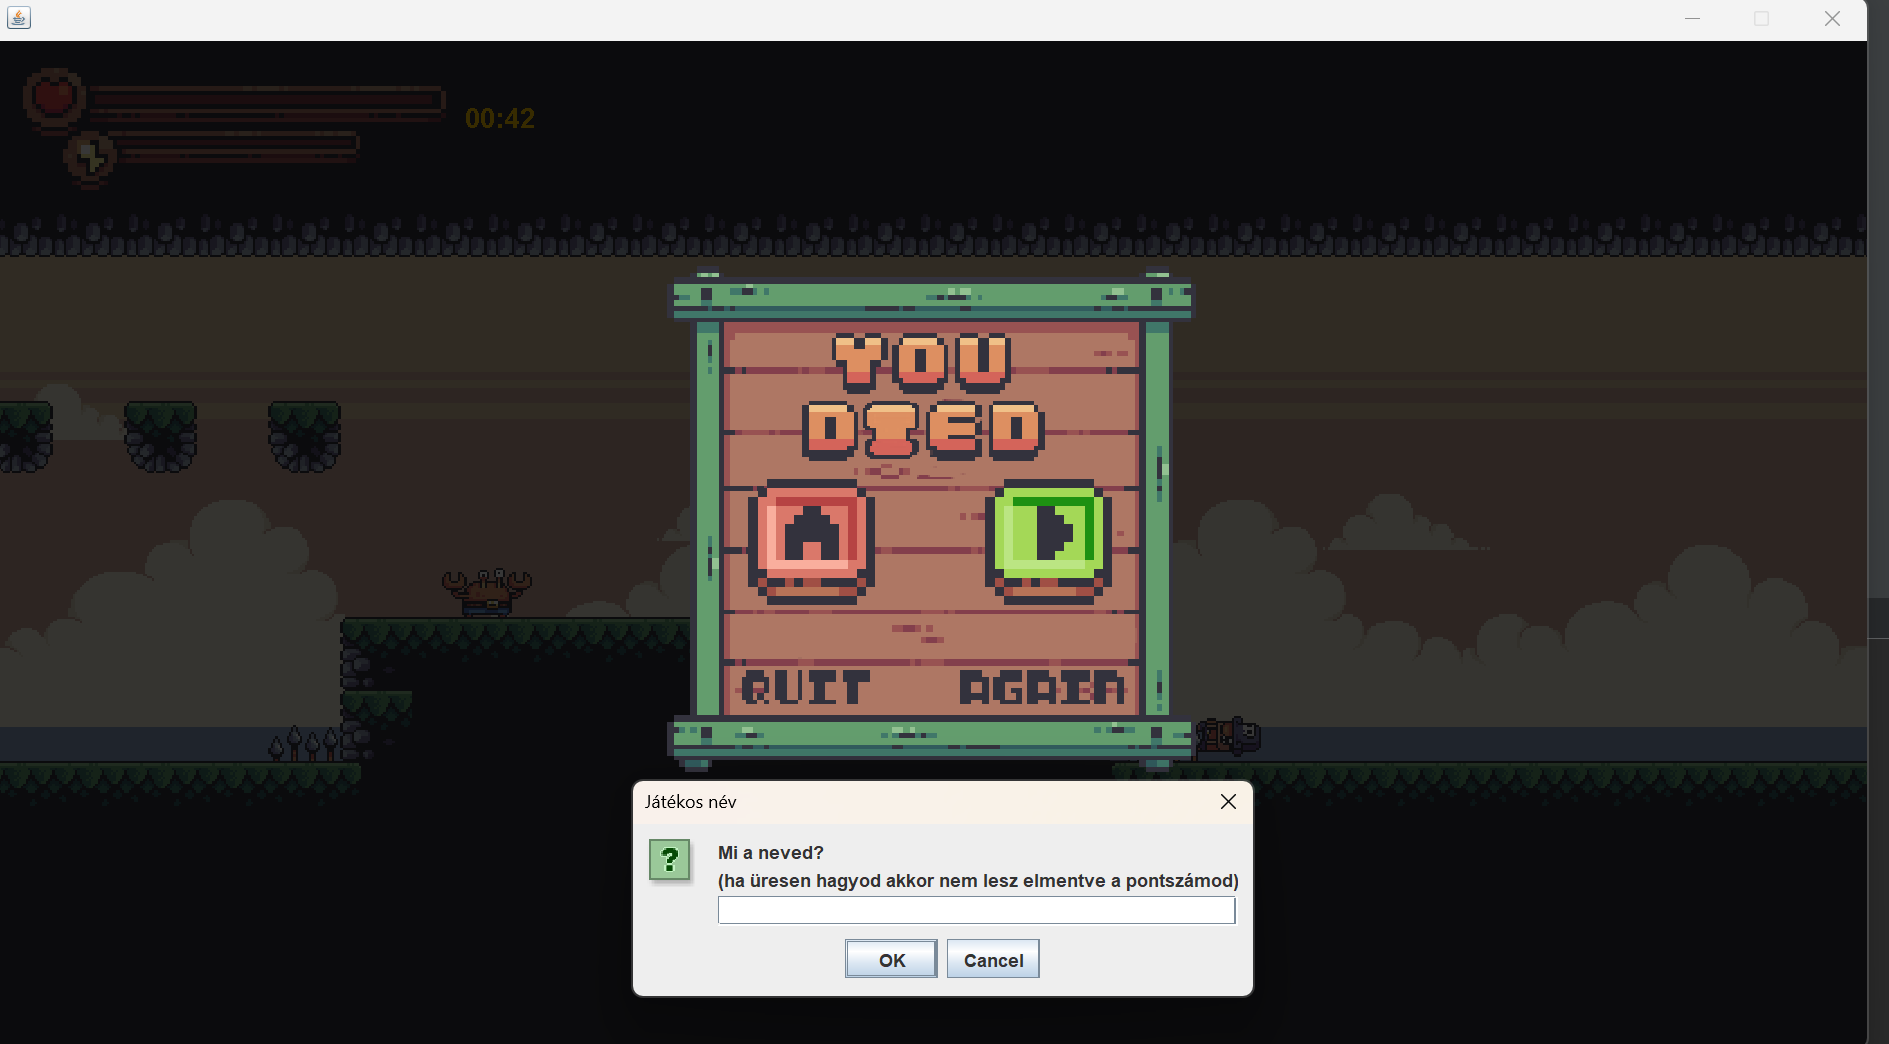 00:42
YOU
DIED
QUIT
AGAIN
Játékos név
Mi a neved?
(ha üresen hagyod akkor nem lesz elmentve a pontszámod)
OK
Cancel